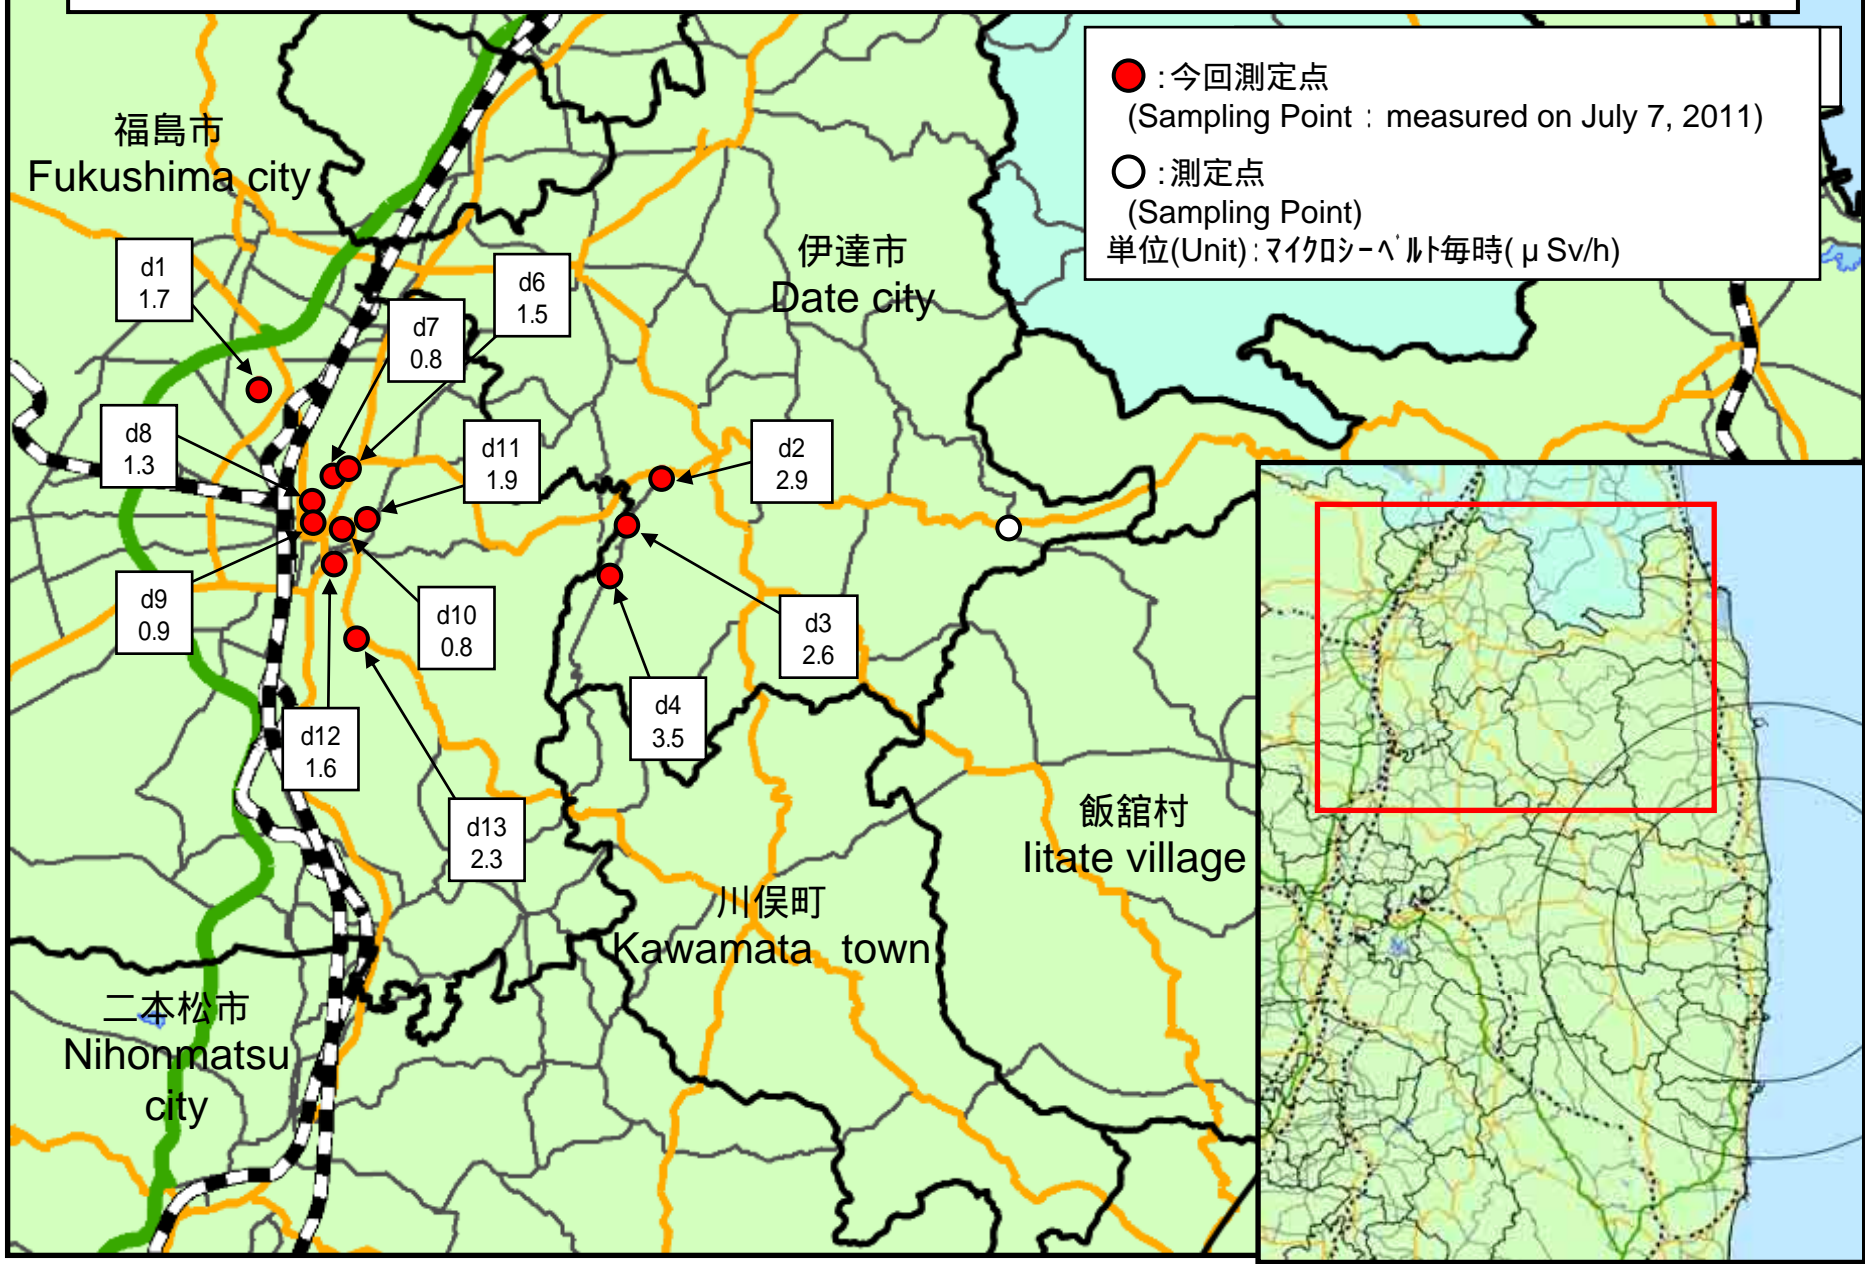 ●:今回測定点
(Sampling Point : measured on July 7, 2011)
○:測定点
(Sampling Point)
単位(Unit):マイクロシーベルト毎時(μSv/h)
福島市
Fukushima city
伊達市
Date city
d1
1.7
d6
1.5
d7
0.8
d8
1.3
d11
1.9
d2
2.9
d9
0.9
d10
0.8
d3
2.6
d4
3.5
d12
1.6
d13
2.3
飯舘村
Iitate village
川俣町
Kawamata town
二本松市
Nihonmatsu
city